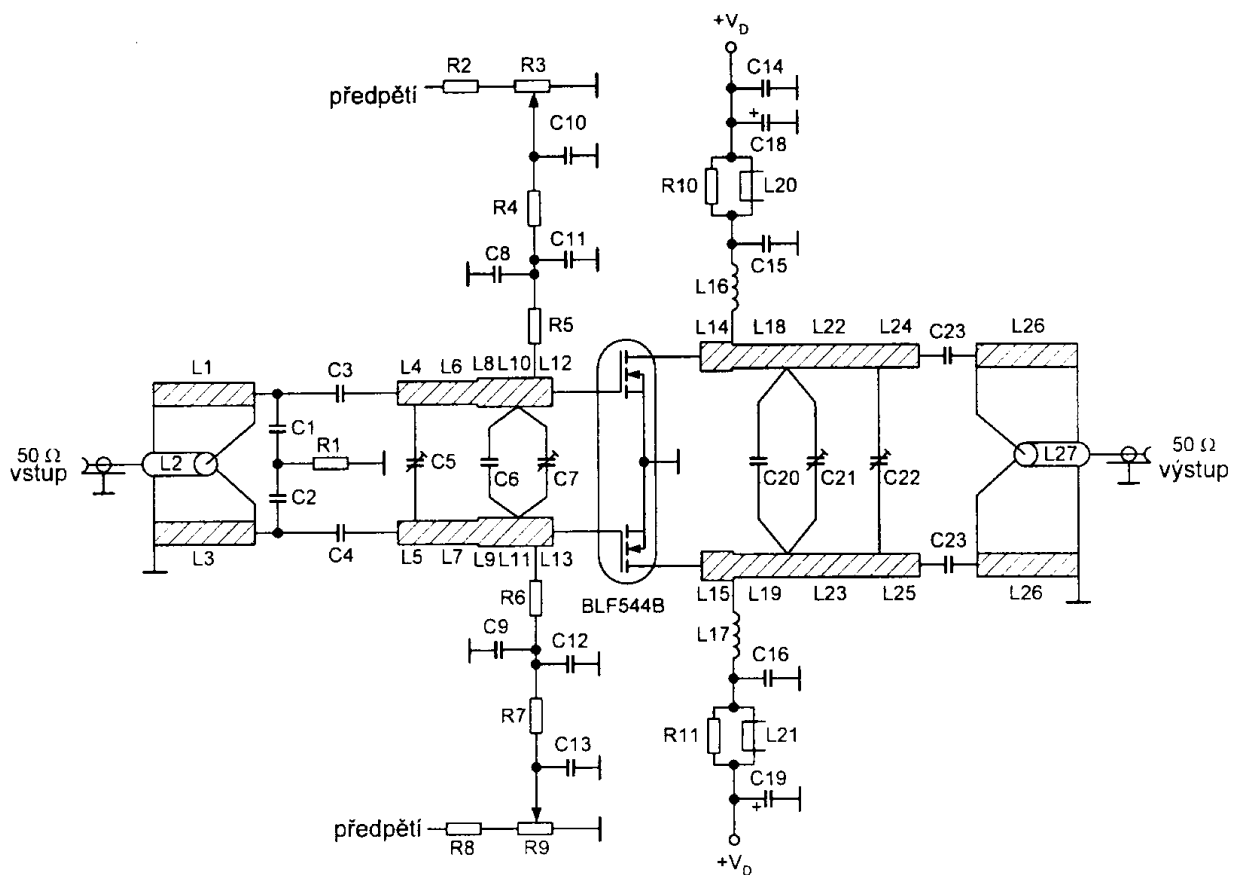 +V_D
R2
R3
předpětí
C10
C14
+
C18
R10
L20
R4
C8
C11
C15
R5
L16
L1
C3
L4
L6
L8
L10
L12
L14
L18
L22
L24
C23
L26
50 Ω
vstup
L2
C1
R1
C2
C5
C6
C7
C20
C21
C22
L27
50 Ω
výstup
L3
C4
L5
L7
L9
L11
L13
BLF544B
L15
L19
L23
L25
C23
L26
R6
C9
C12
L17
C16
R7
C13
R11
L21
C19
+
předpětí
R8
R9
+V_D